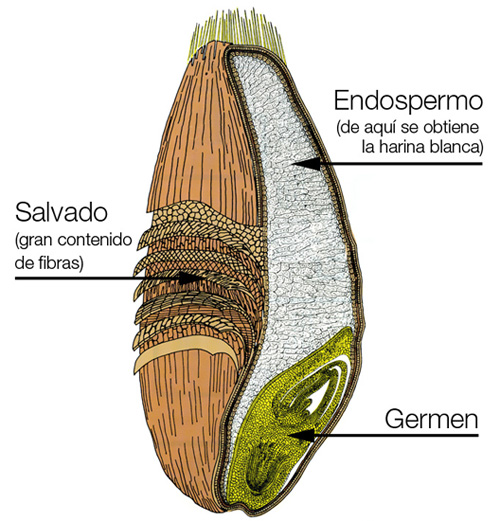 Endospermo
(de aquí se obtiene
la harina blanca)
Salvado
(gran contenido
de fibras)
Germen